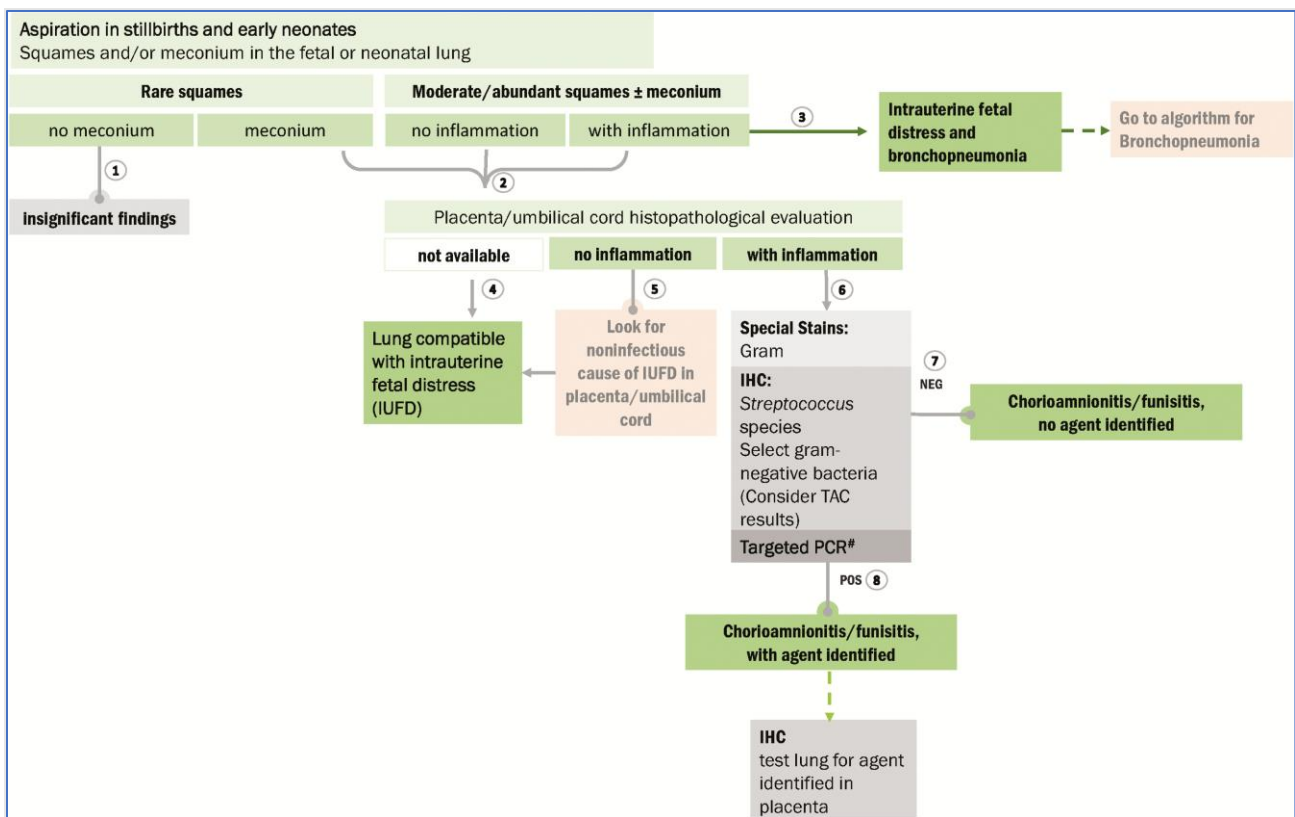 Aspiration in stillbirths and early neonates
Squames and/or meconium in the fetal or neonatal lung
Rare squames
Moderate/abundant squames ± meconium
no meconium
meconium
no inflammation
with inflammation
3
Intrauterine fetal
distress and
bronchopneumonia
Go to algorithm for
Bronchopneumonia
1
2
insignificant findings
Placenta/umbilical cord histopathological evaluation
not available
no inflammation
with inflammation
4
5
6
Lung compatible
with intrauterine
fetal distress
(IUFD)
Look for
noninfectious
cause of IUFD in
placenta/umbilical
cord
Special Stains:
Gram
IHC:
Streptococcus
species
Select gram-
negative bacteria
(Consider TAC
results)
Targeted PCR#
7
NEG
Chorioamnionitis/funisitis,
no agent identified
POS 8
Chorioamnionitis/funisitis,
with agent identified
IHC
test lung for agent
identified in
placenta